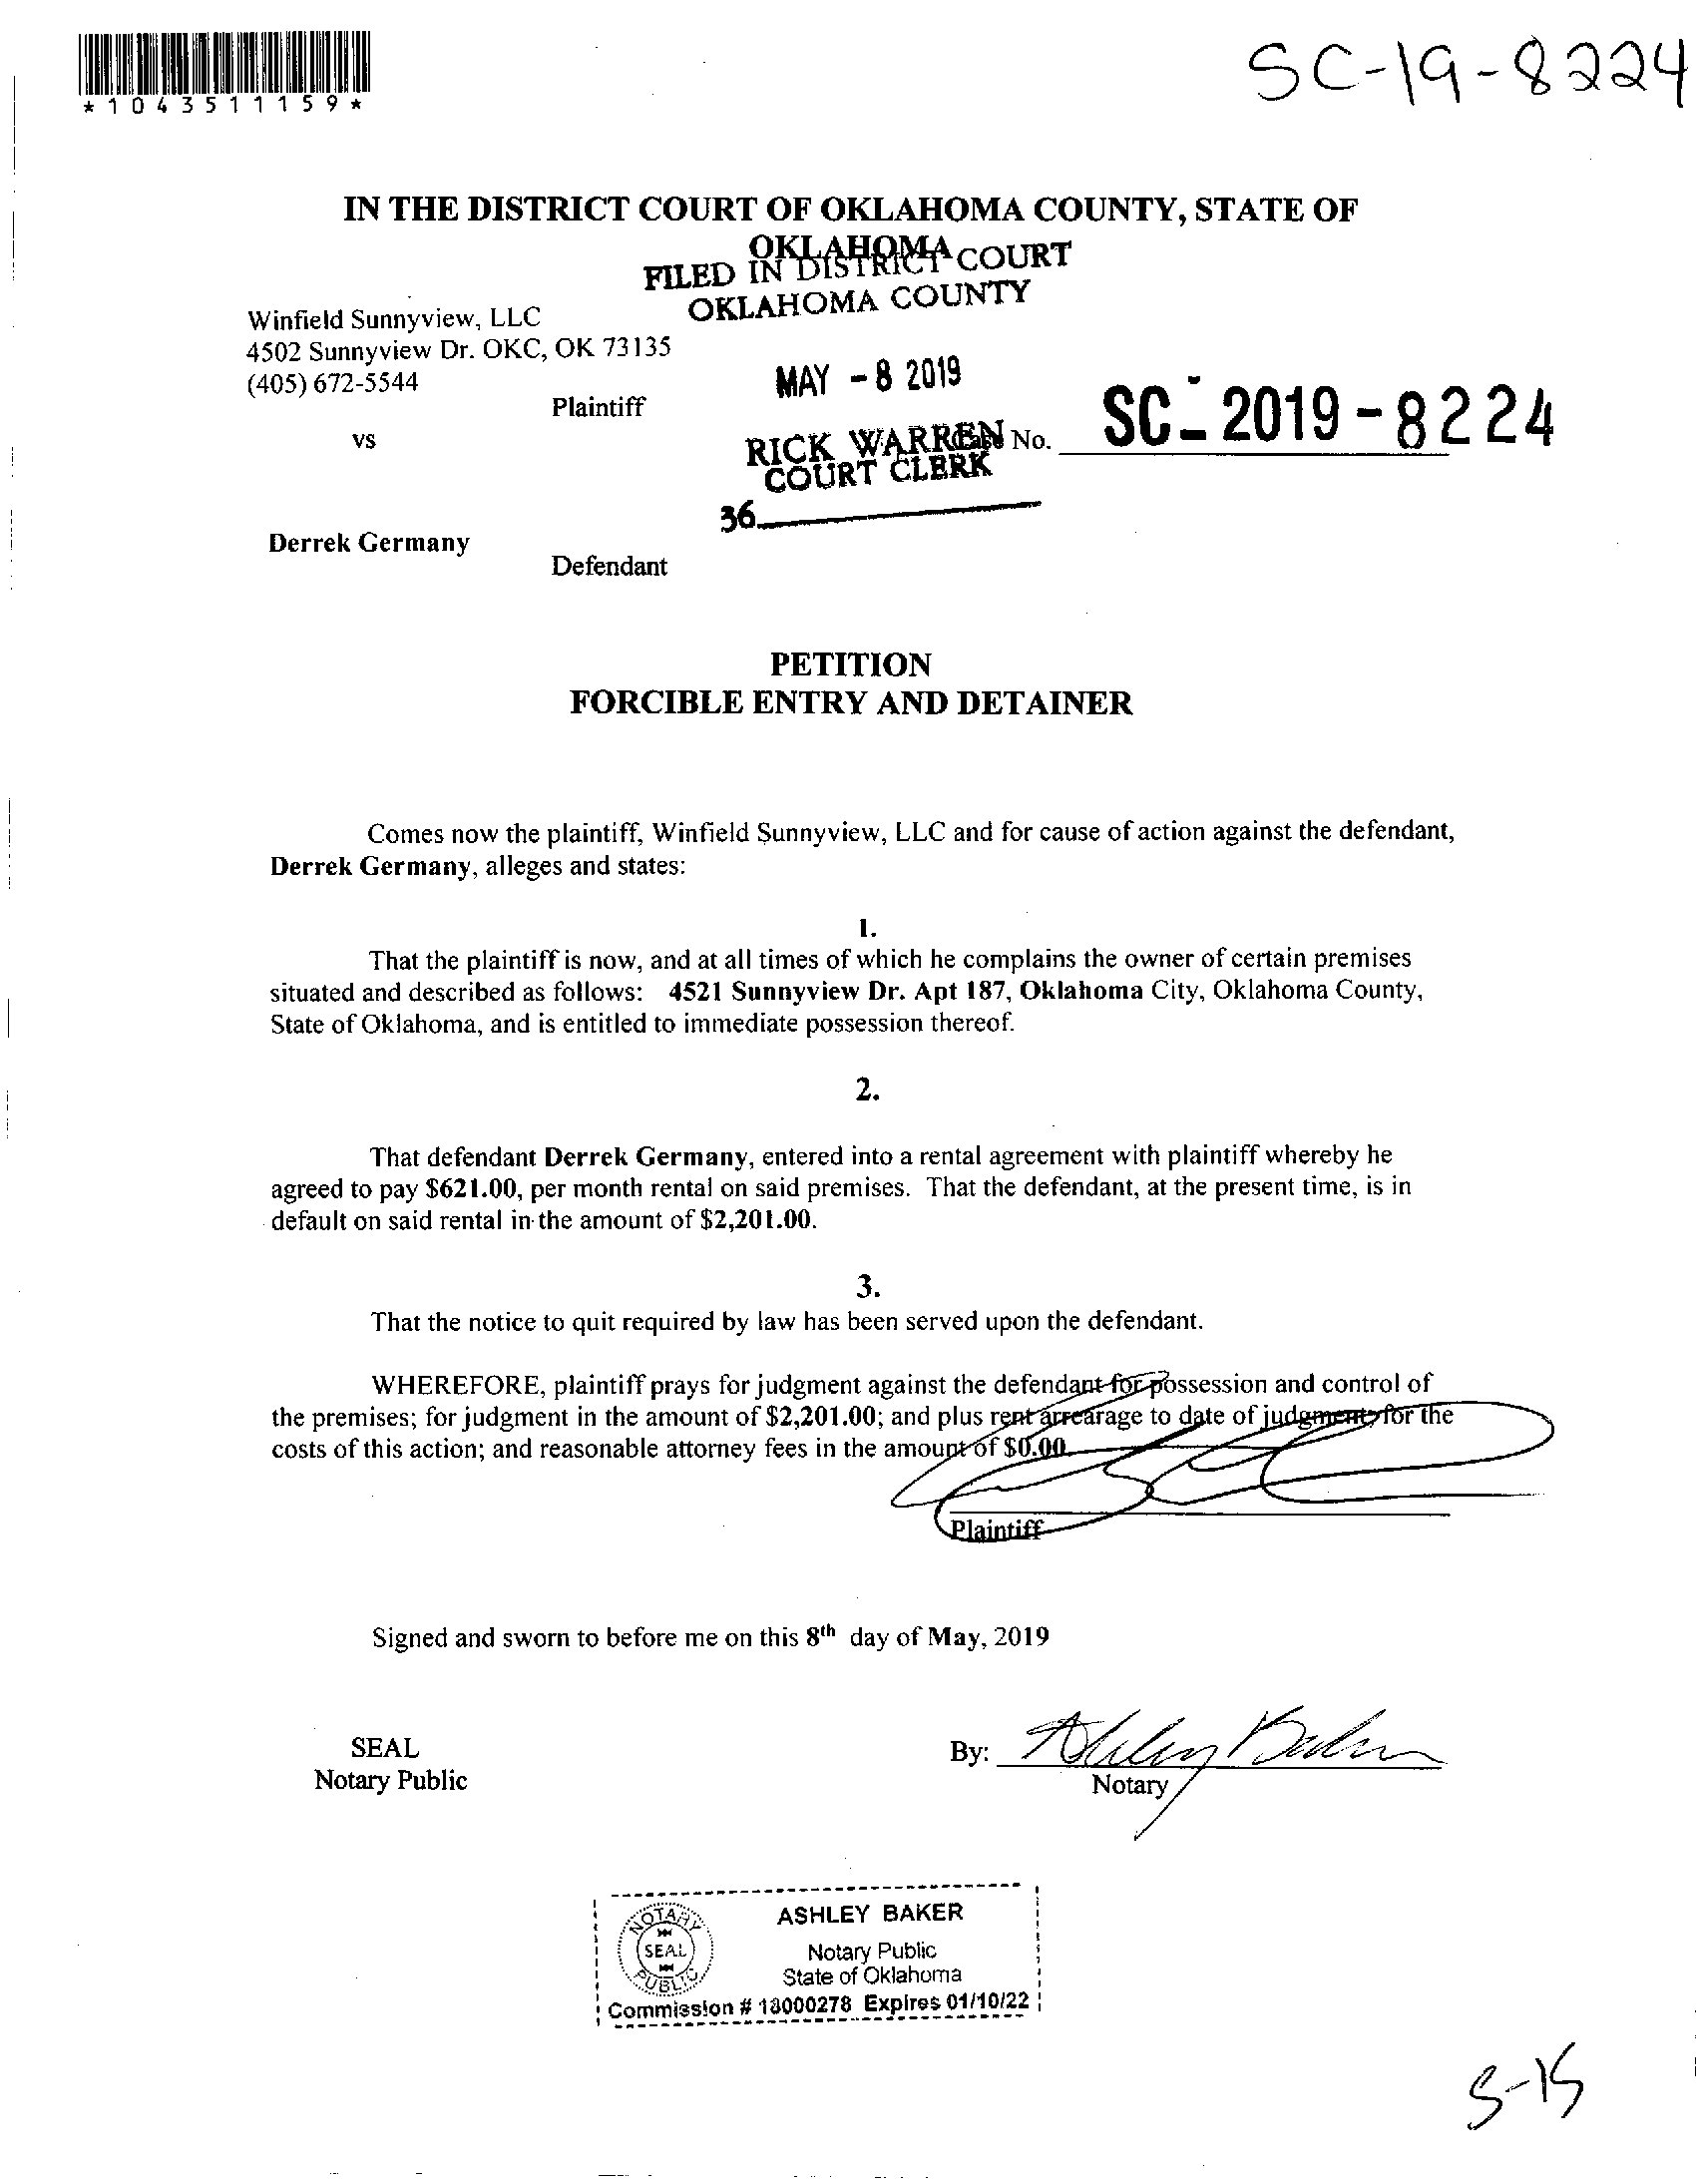 *1043511159*
SC-19-8224
IN THE DISTRICT COURT OF OKLAHOMA COUNTY, STATE OF
OKLAHOMA
FILED IN DISTRICT COURT
OKLAHOMA COUNTY
Winfield Sunnyview, LLC
4502 Sunnyview Dr. OKC, OK 73135
(405) 672-5544
MAY - 8 2019
Plaintiff
vs
RICK WARREN
COURT CLERK
Case No. SC-2019-8224
36
Derrek Germany
Defendant
PETITION
FORCIBLE ENTRY AND DETAINER
Comes now the plaintiff, Winfield Sunnyview, LLC and for cause of action against the defendant,
Derrek Germany, alleges and states:
1.
That the plaintiff is now, and at all times of which he complains the owner of certain premises
situated and described as follows: 4521 Sunnyview Dr. Apt 187, Oklahoma City, Oklahoma County,
State of Oklahoma, and is entitled to immediate possession thereof.
2.
That defendant Derrek Germany, entered into a rental agreement with plaintiff whereby he
agreed to pay $621.00, per month rental on said premises. That the defendant, at the present time, is in
default on said rental in the amount of $2,201.00.
3.
That the notice to quit required by law has been served upon the defendant.
WHEREFORE, plaintiff prays for judgment against the defendant for possession and control of
the premises; for judgment in the amount of $2,201.00; and plus rent arrearage to date of judgment; for the
costs of this action; and reasonable attorney fees in the amount of $0.00.
Plaintiff
Signed and sworn to before me on this 8th day of May, 2019
SEAL
Notary Public
By: Ashley Baker
Notary
NOTARY
SEAL
PUBLIC
ASHLEY BAKER
Notary Public
State of Oklahoma
Commission # 18000278 Expires 01/10/22